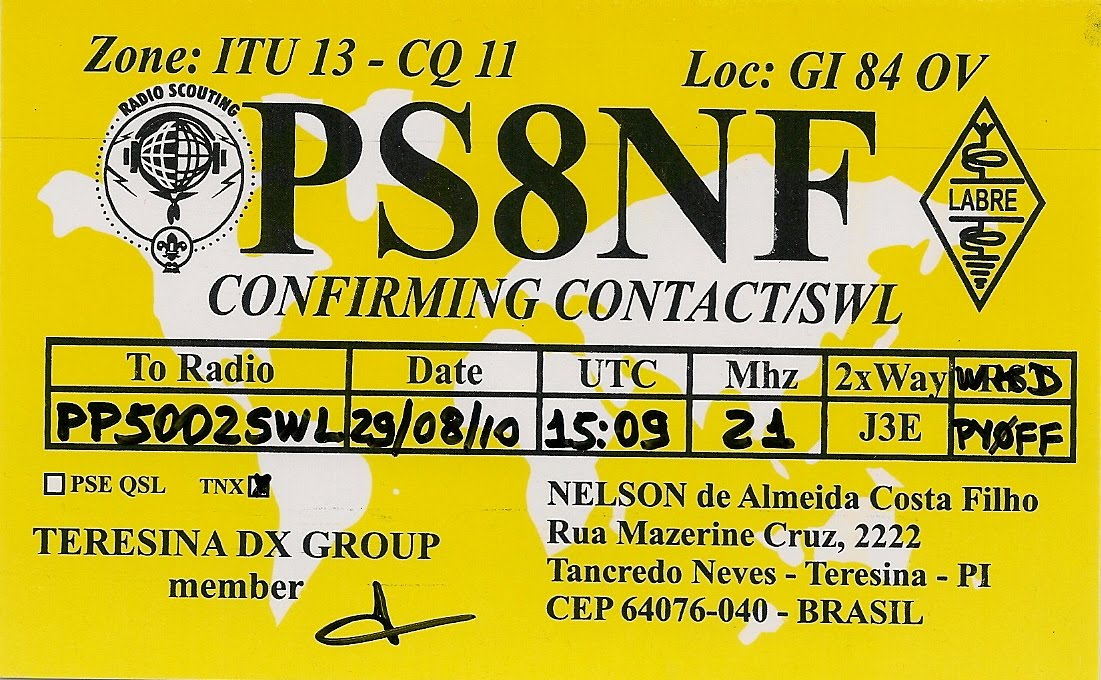 Zone: ITU 13 - CQ 11
Loc: GI 84 OV
RADIO SCOUTING
PS8NF
LABRE
CONFIRMING CONTACT/SWL
To Radio Date UTC Mhz 2xWay
PP5002SWL 29/08/10 15:09 21 J3E PYØFF
PSE QSL TNX
NELSON de Almeida Costa Filho
Rua Mazerine Cruz, 2222
Tancredo Neves - Teresina - PI
CEP 64076-040 - BRASIL
TERESINA DX GROUP
member